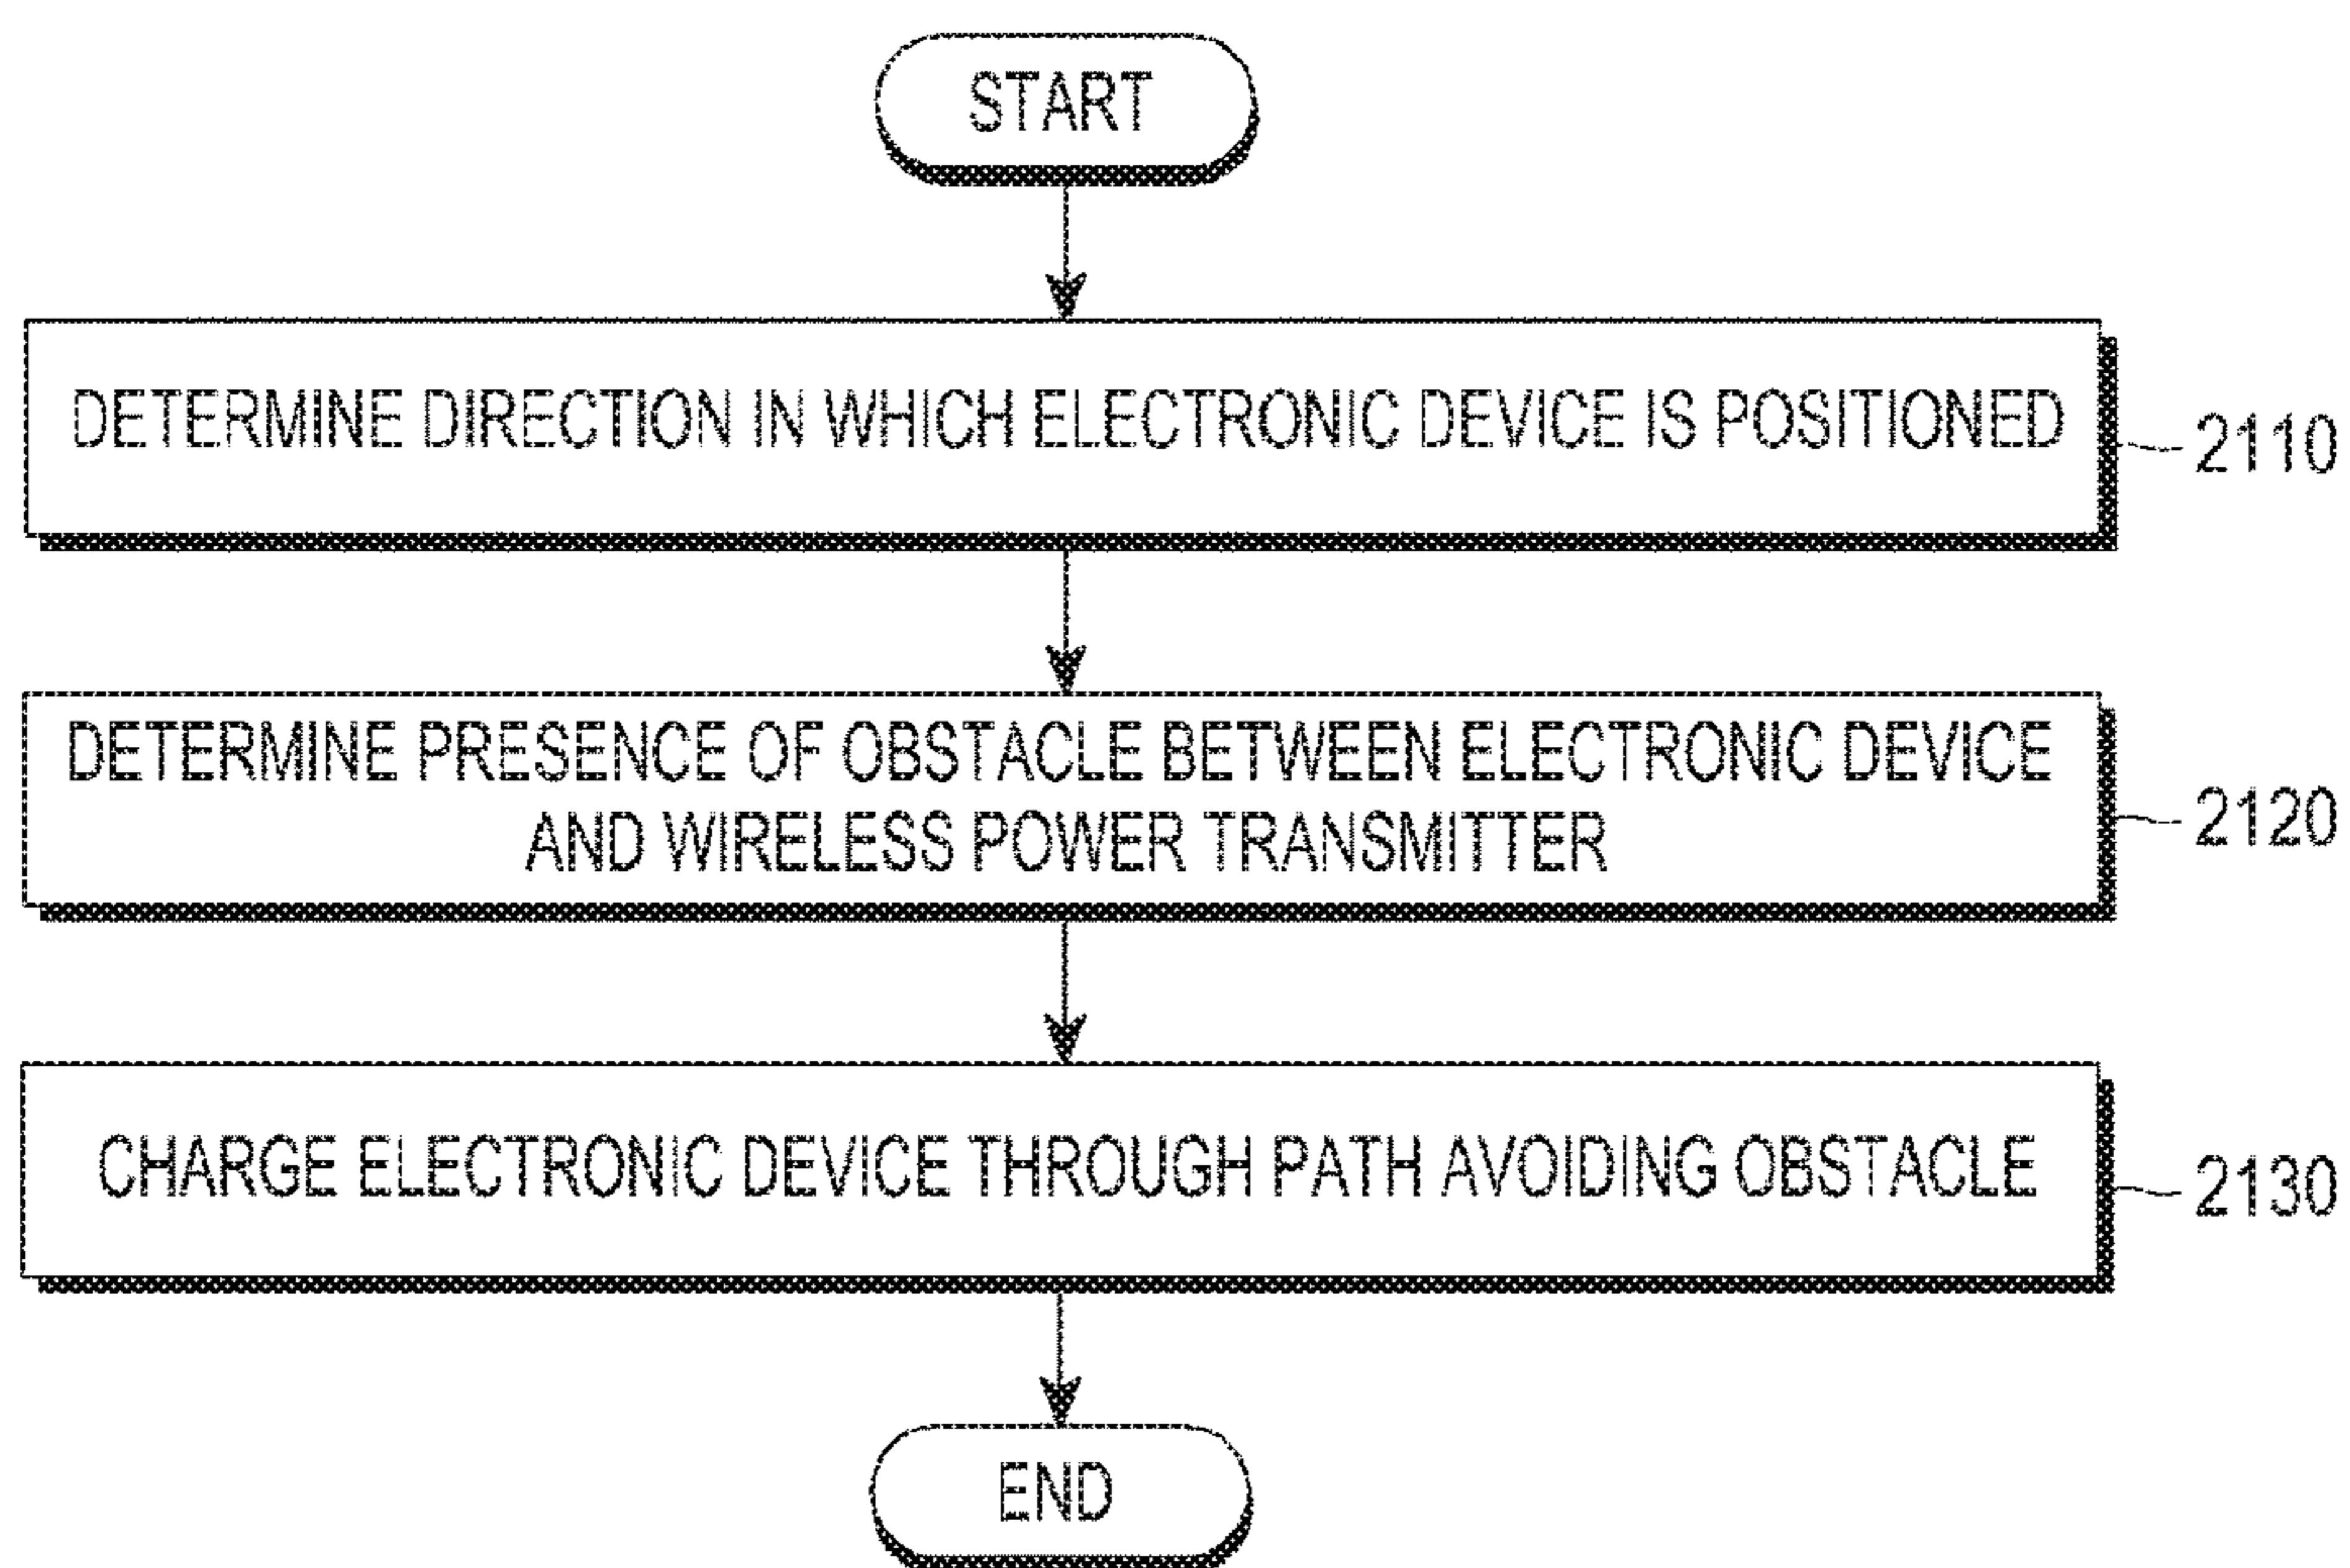 START
DETERMINE DIRECTION IN WHICH ELECTRONIC DEVICE IS POSITIONED
2110
DETERMINE PRESENCE OF OBSTACLE BETWEEN ELECTRONIC DEVICE
AND WIRELESS POWER TRANSMITTER
2120
CHARGE ELECTRONIC DEVICE THROUGH PATH AVOIDING OBSTACLE
2130
END